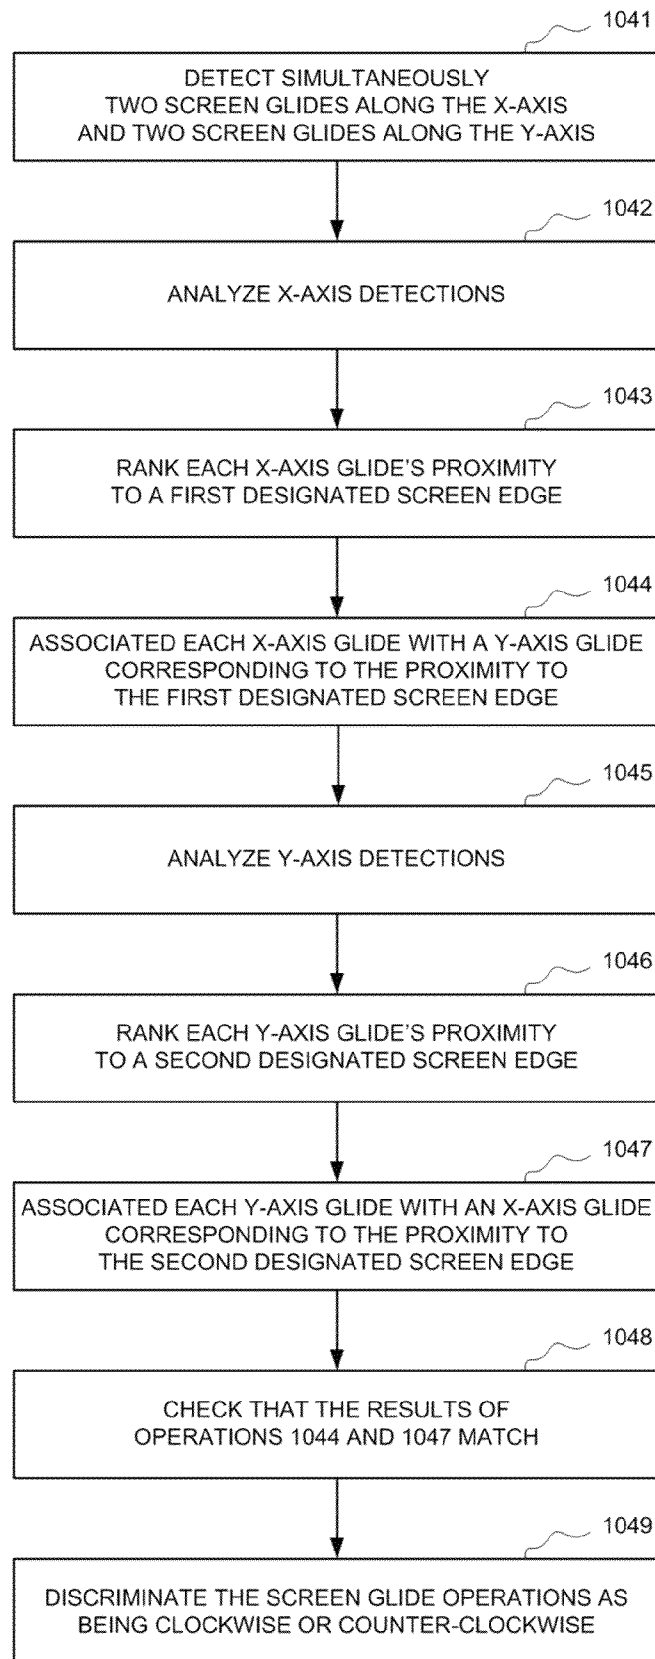 1041
DETECT SIMULTANEOUSLY
TWO SCREEN GLIDES ALONG THE X-AXIS
AND TWO SCREEN GLIDES ALONG THE Y-AXIS
1042
ANALYZE X-AXIS DETECTIONS
1043
RANK EACH X-AXIS GLIDE'S PROXIMITY
TO A FIRST DESIGNATED SCREEN EDGE
1044
ASSOCIATED EACH X-AXIS GLIDE WITH A Y-AXIS GLIDE
CORRESPONDING TO THE PROXIMITY TO
THE FIRST DESIGNATED SCREEN EDGE
1045
ANALYZE Y-AXIS DETECTIONS
1046
RANK EACH Y-AXIS GLIDE'S PROXIMITY
TO A SECOND DESIGNATED SCREEN EDGE
1047
ASSOCIATED EACH Y-AXIS GLIDE WITH AN X-AXIS GLIDE
CORRESPONDING TO THE PROXIMITY TO
THE SECOND DESIGNATED SCREEN EDGE
1048
CHECK THAT THE RESULTS OF
OPERATIONS 1044 AND 1047 MATCH
1049
DISCRIMINATE THE SCREEN GLIDE OPERATIONS AS
BEING CLOCKWISE OR COUNTER-CLOCKWISE